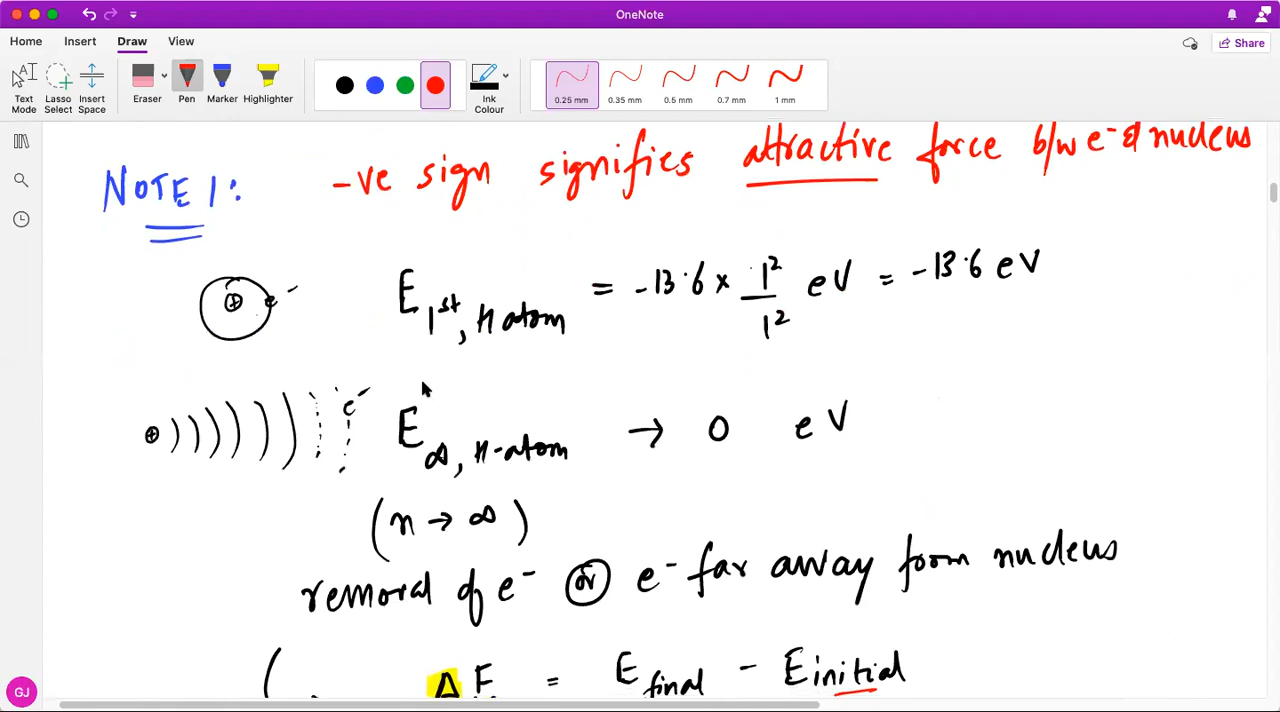 OneNote
Home Insert Draw View
Share
Text Mode
Lasso Select
Insert Space
Eraser
Pen
Marker
Highlighter
Ink Colour
0.25 mm
0.35 mm
0.5 mm
0.7 mm
1 mm
NOTE 1: -ve sign signifies attractive force b/w e- & nucleus
⊕ e-
E 1st, H atom = -13.6 x 1²/1² eV = -13.6 eV
⊕ e-
E ∞, H-atom → 0 eV
(n → ∞)
removal of e- or e- far away from nucleus
ΔE = E final - E initial
GJ